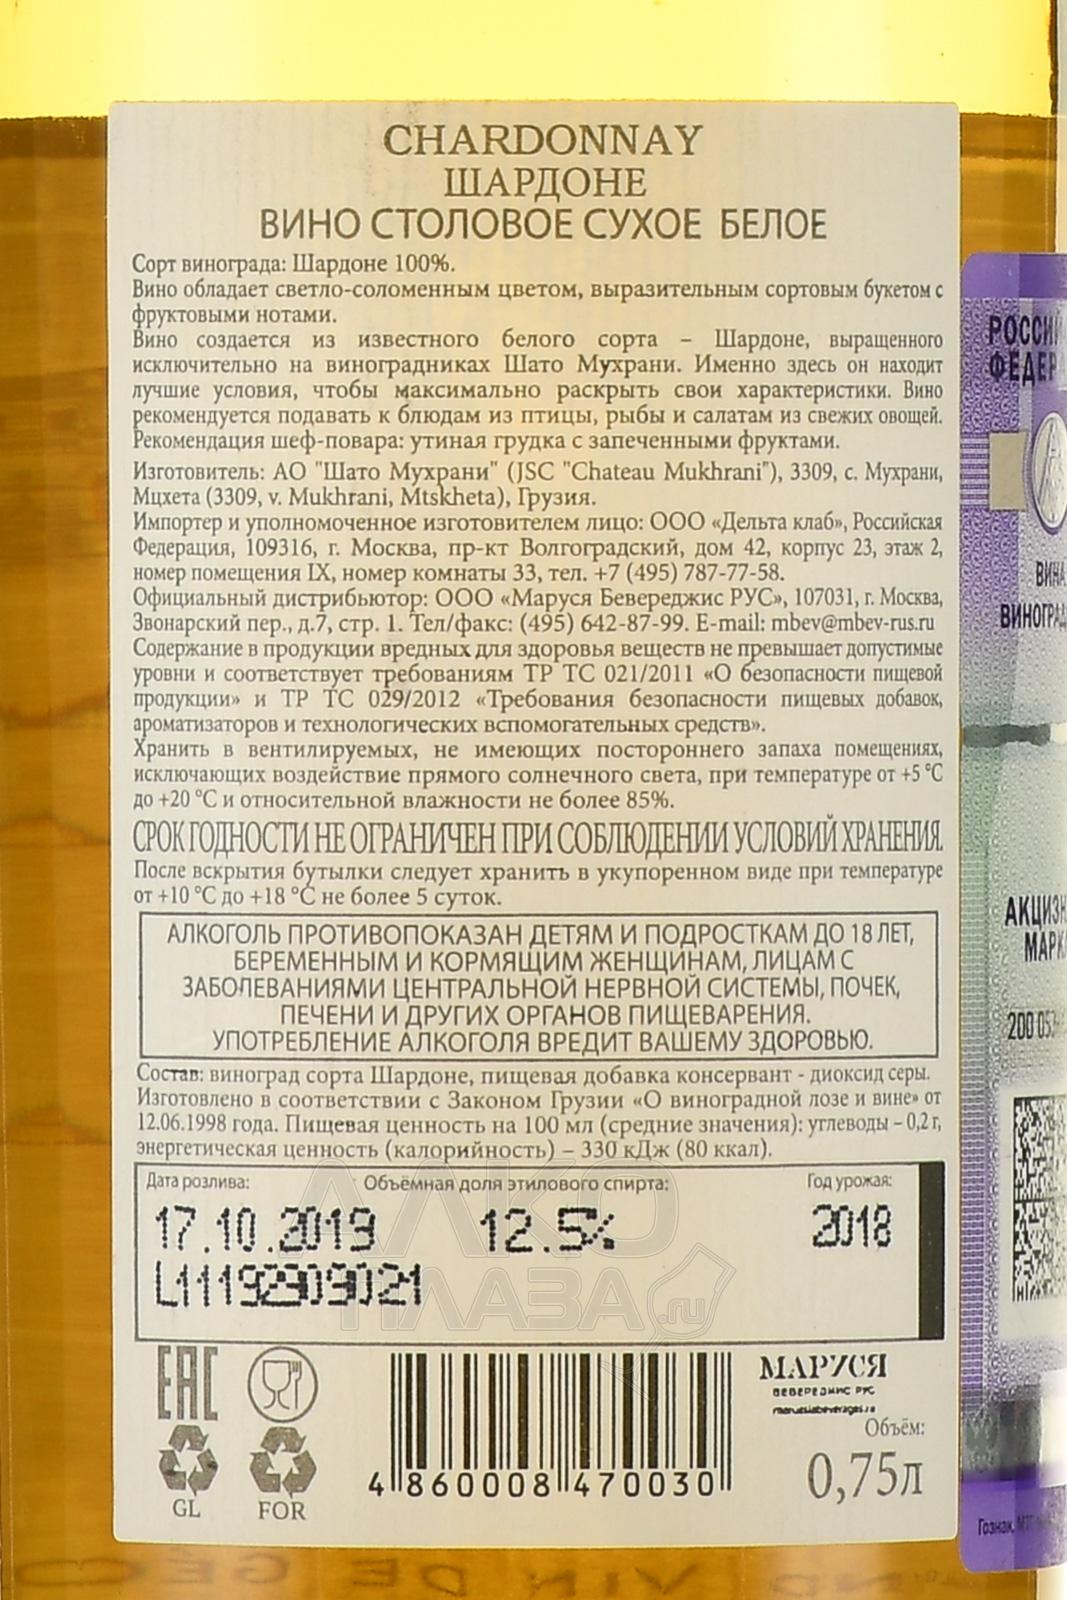 CHARDONNAY
ШАРДОНЕ
ВИНО СТОЛОВОЕ СУХОЕ БЕЛОЕ
Сорт винограда: Шардоне 100%.
Вино обладает светло-соломенным цветом, выразительным сортовым букетом с
фруктовыми нотами.
Вино создается из известного белого сорта – Шардоне, выращенного
исключительно на виноградниках Шато Мухрани. Именно здесь он находит
лучшие условия, чтобы максимально раскрыть свои характеристики. Вино
рекомендуется подавать к блюдам из птицы, рыбы и салатам из свежих овощей.
Рекомендация шеф-повара: утиная грудка с запеченными фруктами.
Изготовитель: АО "Шато Мухрани" (JSC "Chateau Mukhrani"), 3309, с. Мухрани,
Мцхета (3309, v. Mukhrani, Mtskheta), Грузия.
Импортер и уполномоченное изготовителем лицо: ООО «Дельта клаб», Российская
Федерация, 109316, г. Москва, пр-кт Волгоградский, дом 42, корпус 23, этаж 2,
номер помещения IX, номер комнаты 33, тел. +7 (495) 787-77-58.
Официальный дистрибьютор: ООО «Маруся Бевереджис РУС», 107031, г. Москва,
Звонарский пер., д.7, стр. 1. Тел/факс: (495) 642-87-99. E-mail: mbev@mbev-rus.ru
Содержание в продукции вредных для здоровья веществ не превышает допустимые
уровни и соответствует требованиям ТР ТС 021/2011 «О безопасности пищевой
продукции» и ТР ТС 029/2012 «Требования безопасности пищевых добавок,
ароматизаторов и технологических вспомогательных средств».
Хранить в вентилируемых, не имеющих постороннего запаха помещениях,
исключающих воздействие прямого солнечного света, при температуре от +5 °C
до +20 °C и относительной влажности не более 85%.
СРОК ГОДНОСТИ НЕ ОГРАНИЧЕН ПРИ СОБЛЮДЕНИИ УСЛОВИЙ ХРАНЕНИЯ.
После вскрытия бутылки следует хранить в укупоренном виде при температуре
от +10 °C до +18 °C не более 5 суток.
АЛКОГОЛЬ ПРОТИВОПОКАЗАН ДЕТЯМ И ПОДРОСТКАМ ДО 18 ЛЕТ,
БЕРЕМЕННЫМ И КОРМЯЩИМ ЖЕНЩИНАМ, ЛИЦАМ С
ЗАБОЛЕВАНИЯМИ ЦЕНТРАЛЬНОЙ НЕРВНОЙ СИСТЕМЫ, ПОЧЕК,
ПЕЧЕНИ И ДРУГИХ ОРГАНОВ ПИЩЕВАРЕНИЯ.
УПОТРЕБЛЕНИЕ АЛКОГОЛЯ ВРЕДИТ ВАШЕМУ ЗДОРОВЬЮ.
Состав: виноград сорта Шардоне, пищевая добавка консервант - диоксид серы.
Изготовлено в соответствии с Законом Грузии «О виноградной лозе и вине» от
12.06.1998 года. Пищевая ценность на 100 мл (средние значения): углеводы – 0,2 г,
энергетическая ценность (калорийность) – 330 кДж (80 ккал).
Дата розлива: Объёмная доля этилового спирта: Год урожая:
17.10.2019 12.5% 2018
L11192909021
АЛКО
ПЛАЗА.ru
EAC
GL FOR
4 860008 470030
МАРУСЯ
БЕВЕРЕДЖИС РУС
marussiabeverages.ru
Объём:
0,75л
РОССИЙ
ФЕДЕР
ВИНА
ВИНОГРАД
АКЦИЗН
МАРК
200
Гознак
VIN DE